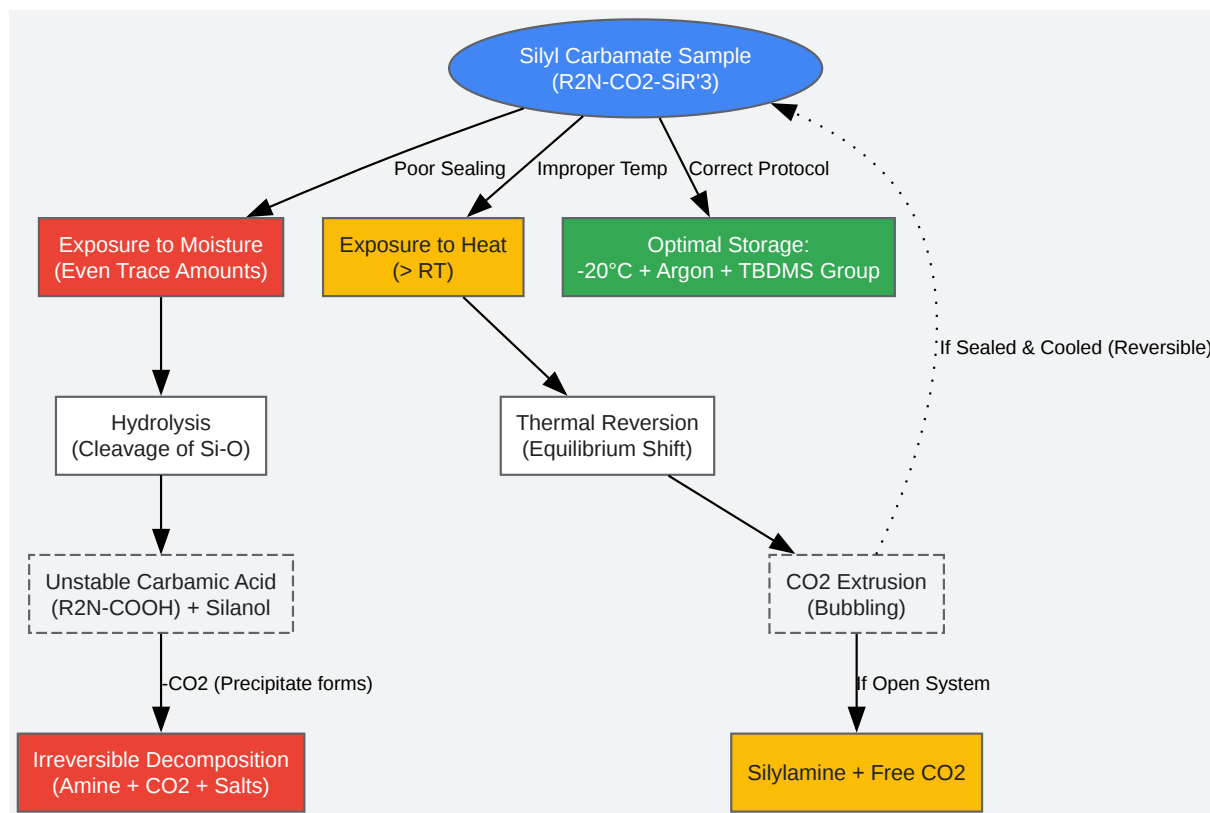 Silyl Carbamate Sample
(R2N-CO2-SiR'3)
Poor Sealing
Improper Temp
Correct Protocol
Exposure to Moisture
(Even Trace Amounts)
Exposure to Heat
(> RT)
Optimal Storage:
-20°C + Argon + TBDMS Group
If Sealed & Cooled (Reversible)
Hydrolysis
(Cleavage of Si-O)
Thermal Reversion
(Equilibrium Shift)
Unstable Carbamic Acid
(R2N-COOH) + Silanol
CO2 Extrusion
(Bubbling)
-CO2 (Precipitate forms)
If Open System
Irreversible Decomposition
(Amine + CO2 + Salts)
Silylamine + Free CO2